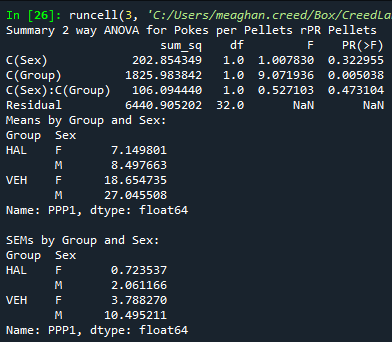 In [26]: runcell(3, 'C:/Users/meaghan.creed/Box/CreedLa
Summary 2 way ANOVA for Pokes per Pellets rPR Pellets
sum_sq df F PR(>F)
C(Sex) 202.854349 1.0 1.007830 0.322955
C(Group) 1825.983842 1.0 9.071936 0.005038
C(Sex):C(Group) 106.094440 1.0 0.527103 0.473104
Residual 6440.905202 32.0 NaN NaN
Means by Group and Sex:
Group Sex
HAL F 7.149801
M 8.497663
VEH F 18.654735
M 27.045508
Name: PPP1, dtype: float64
SEMs by Group and Sex:
Group Sex
HAL F 0.723537
M 2.061166
VEH F 3.788270
M 10.495211
Name: PPP1, dtype: float64